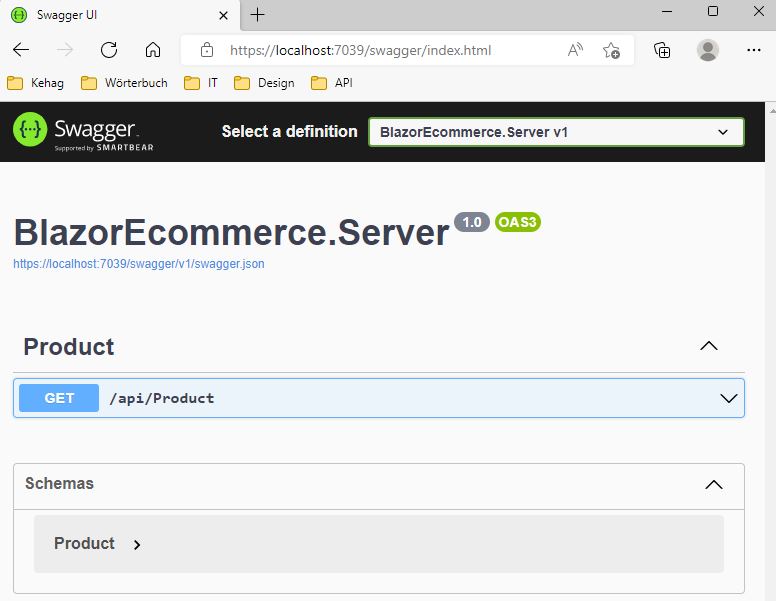 Swagger UI
https://localhost:7039/swagger/index.html
Kehag Wörterbuch IT Design API
Swagger
Supported by SMARTBEAR
Select a definition
BlazorEcommerce.Server v1
BlazorEcommerce.Server 1.0 OAS3
https://localhost:7039/swagger/v1/swagger.json
Product
GET /api/Product
Schemas
Product